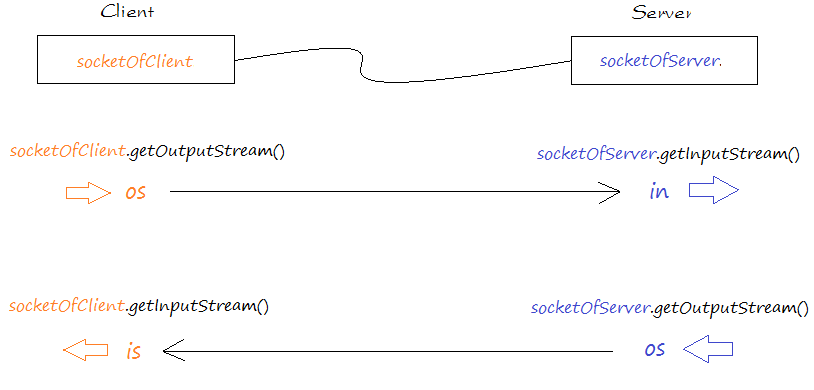 Client
Server
socketOfClient
socketOfServer.
socketOfClient.getOutputStream()
socketOfServer.getInputStream()
os
in
socketOfClient.getInputStream()
socketOfServer.getOutputStream()
is
os